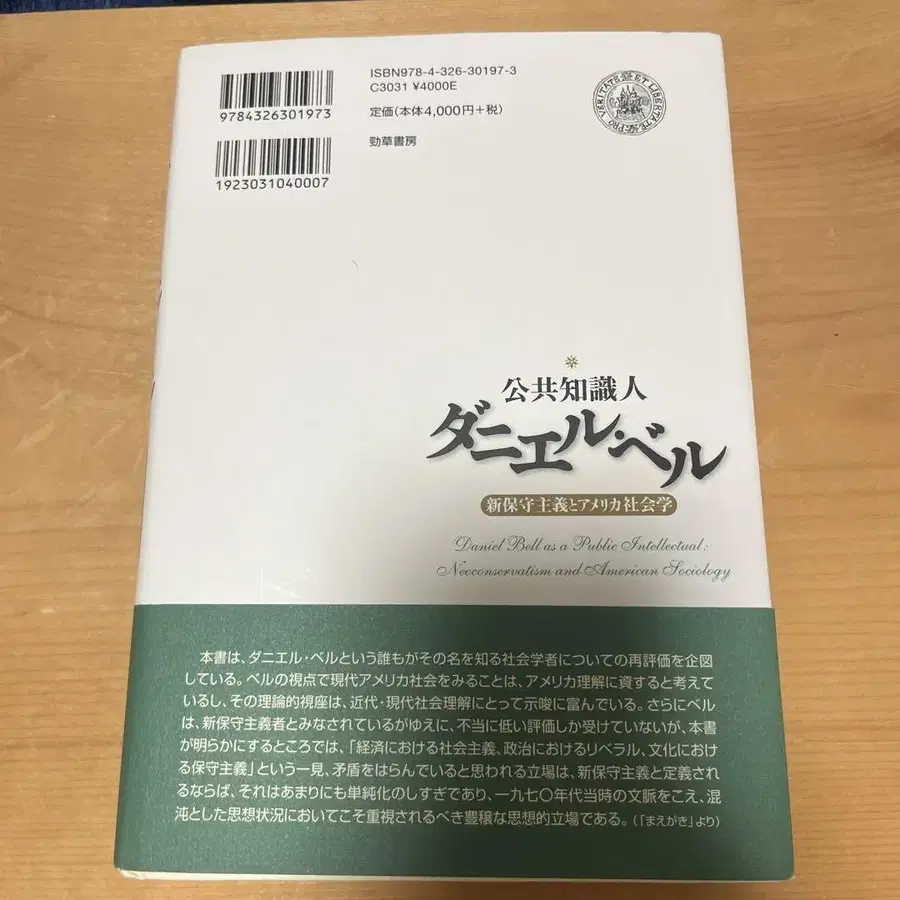 ISBN978-4-326-30197-3
C3031 ¥4000E
定価(本体4,000円+税)
勁草書房
9784326301973
1923031040007
PRO VERITATE ET LIBERTATE
公共知識人
ダニエル・ベル
新保守主義とアメリカ社会学
Daniel Bell as a Public Intellectual:
Neoconservatism and American Sociology
本書は、ダニエル・ベルという誰もがその名を知る社会学者についての再評価を企図
している。ベルの視点で現代アメリカ社会をみることは、アメリカ理解に資すると考えて
いるし、その理論的視座は、近代・現代社会理解にとって示唆に富んでいる。さらにベル
は、新保守主義者とみなされているがゆえに、不当に低い評価しか受けていないが、本書
が明らかにするところでは、「経済における社会主義、政治におけるリベラル、文化におけ
る保守主義」という一見、矛盾をはらんでいると思われる立場は、新保守主義と定義され
るならば、それはあまりにも単純化のしすぎであり、一九七〇年代当時の文脈をこえ、混
沌とした思想状況においてこそ重視されるべき豊穣な思想的立場である。(「まえがき」より)